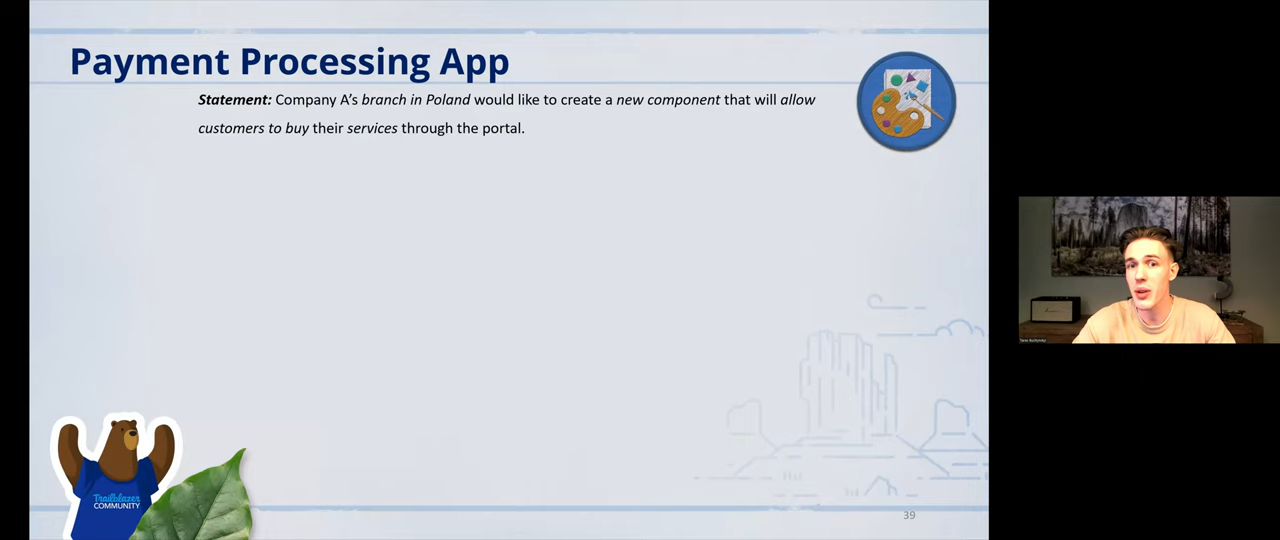 Payment Processing App
Statement: Company A's branch in Poland would like to create a new component that will allow
customers to buy their services through the portal.
Trailblazer
COMMUNITY
39